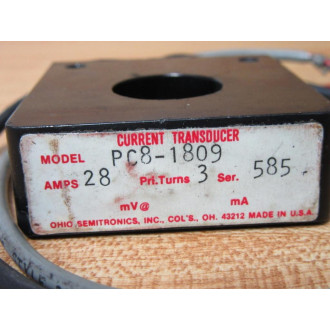 CURRENT TRANSDUCER
MODEL PC8-1809
AMPS 28 Pri. Turns 3 Ser. 585
mV@ mA
OHIO SEMITRONICS, INC., COL'S., OH. 43212 MADE IN U.S.A.